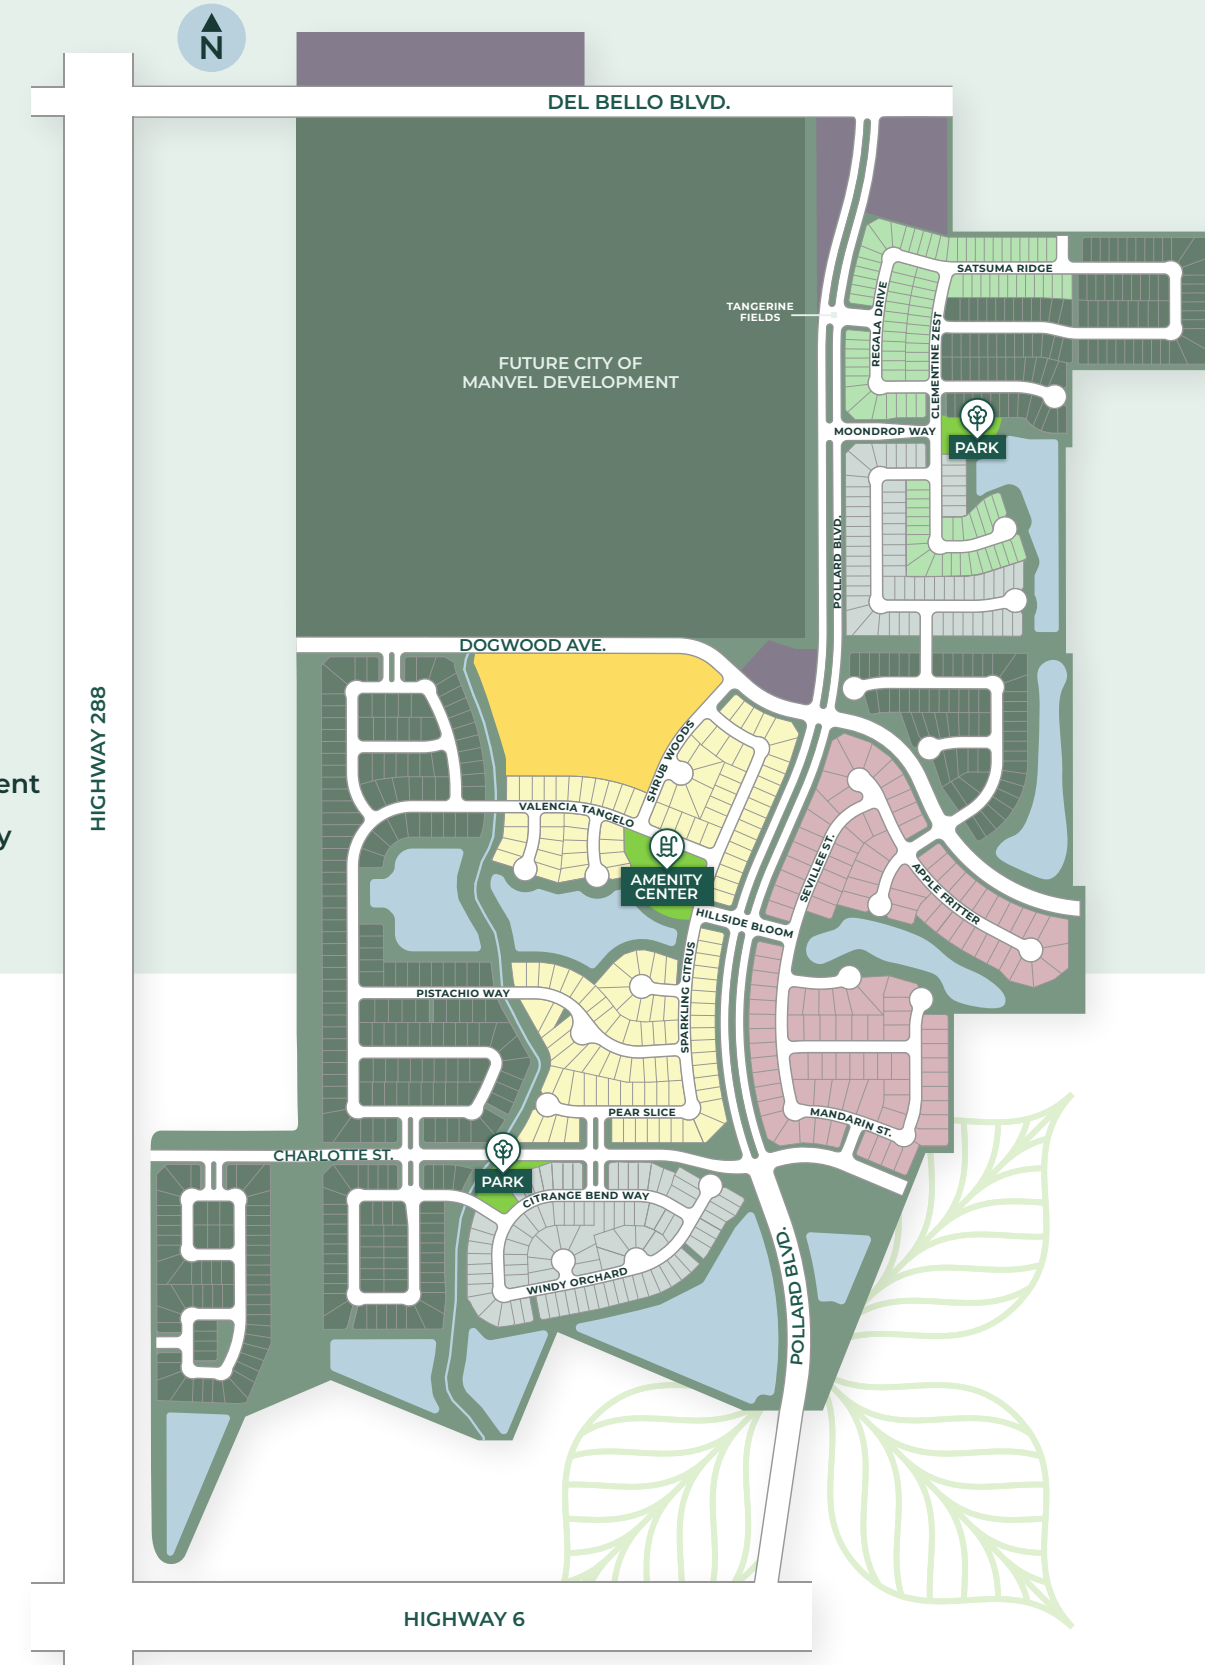 N
DEL BELLO BLVD.
SATSUMA RIDGE
REGALA DRIVE
TANGERINE
FIELDS
CLEMENTINE ZEST
FUTURE CITY OF
MANVEL DEVELOPMENT
MOONDROP WAY
PARK
POLLARD BLVD.
DOGWOOD AVE.
HIGHWAY 288
SHRUB WOODS
ent
y
VALENCIA TANGELO
SEVILLEE ST.
APPLE FRITTER
AMENITY
CENTER
HILLSIDE BLOOM
SPARKLING CITRUS
PISTACHIO WAY
PEAR SLICE
MANDARIN ST.
CHARLOTTE ST.
PARK
CITRANGE BEND WAY
WINDY ORCHARD
POLLARD BLVD.
HIGHWAY 6